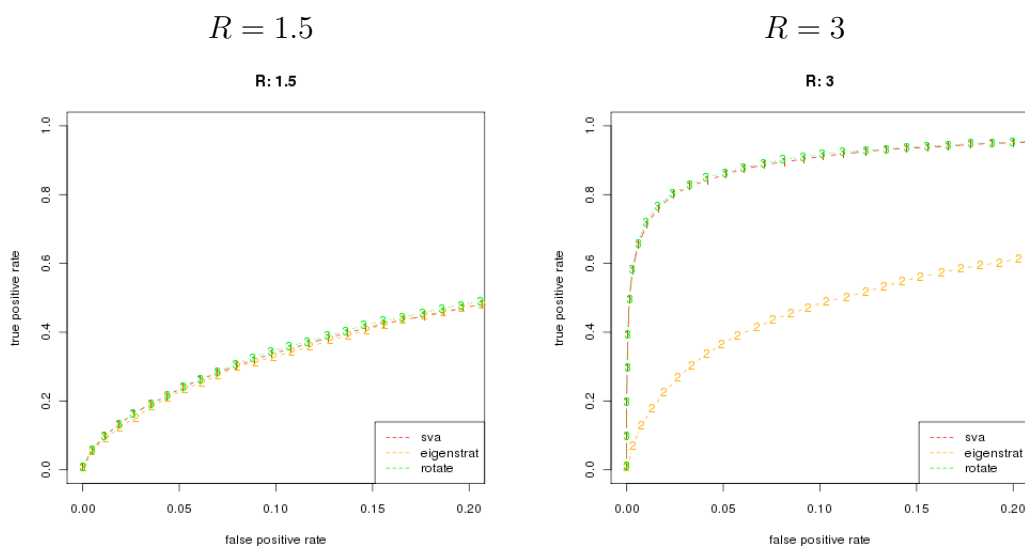 R = 1.5
R: 1.5
true positive rate
1.0
0.8
0.6
0.4
0.2
0.0
0.00 0.05 0.10 0.15 0.20
false positive rate
sva
eigenstrat
rotate
R = 3
R: 3
true positive rate
1.0
0.8
0.6
0.4
0.2
0.0
0.00 0.05 0.10 0.15 0.20
false positive rate
sva
eigenstrat
rotate